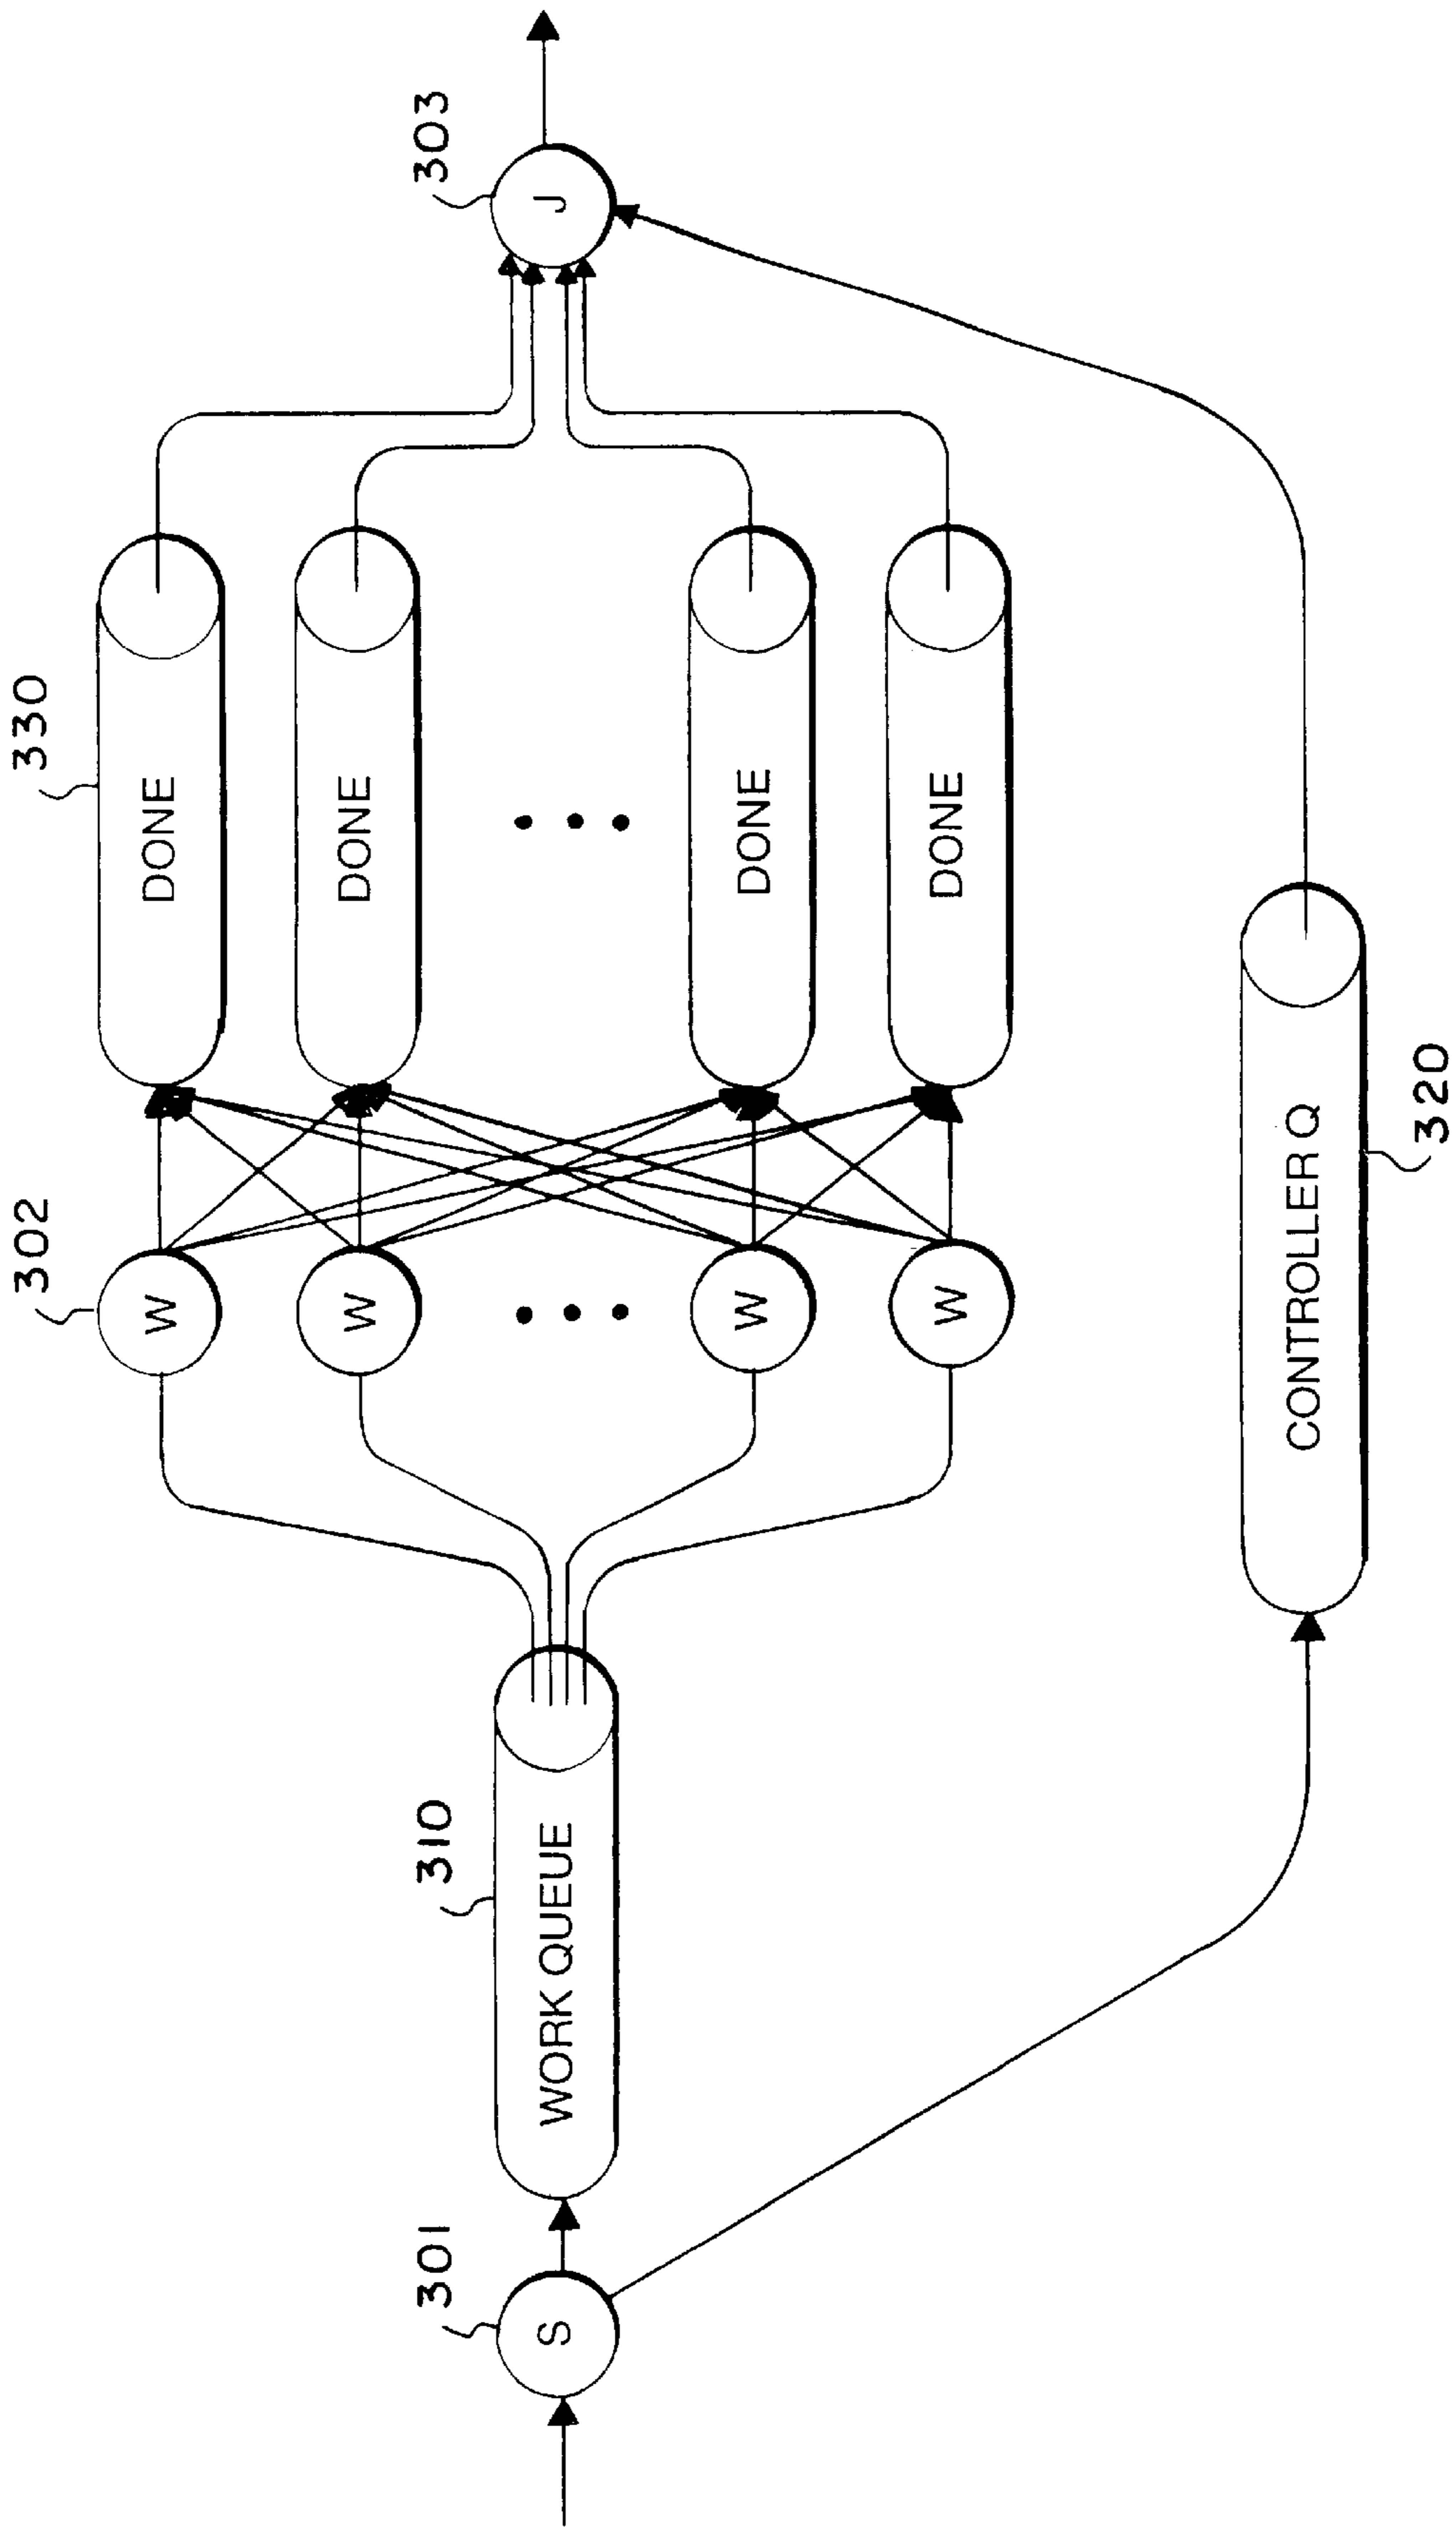 302
330
W
DONE
W
DONE
301
310
303
S
WORK QUEUE
J
W
DONE
W
DONE
CONTROLLER Q
320